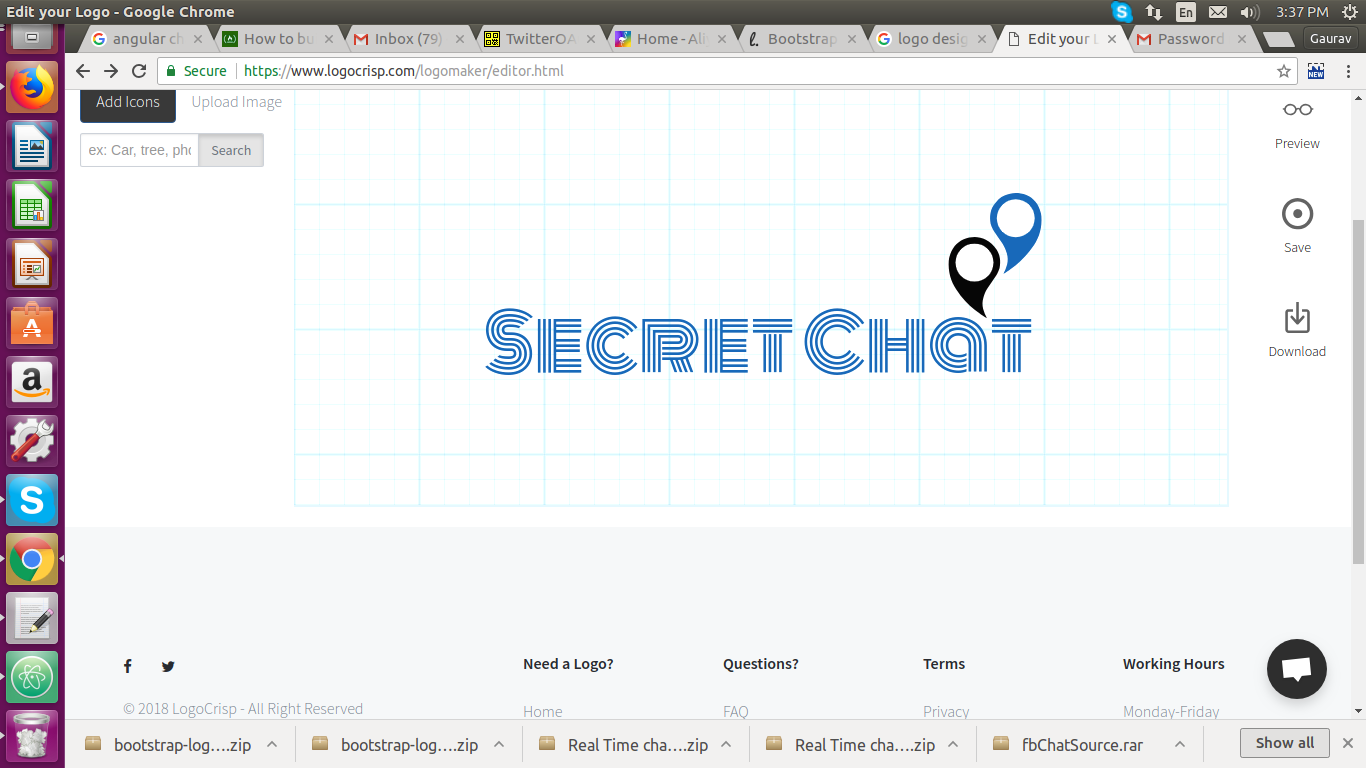 Edit your Logo - Google Chrome
En
3:37 PM
angular ch
How to bu
Inbox (79)
TwitterOA
Home - Ali
Bootstrap
logo desig
Edit your L
Password
Gaurav
Secure
https://www.logocrisp.com/logomaker/editor.html
NEW
Add Icons
Upload Image
ex: Car, tree, pho
Search
Preview
Save
Download
Secret Chat
Need a Logo?
Questions?
Terms
Working Hours
© 2018 LogoCrisp - All Right Reserved
Home
FAQ
Privacy
Monday-Friday
bootstrap-log....zip
bootstrap-log....zip
Real Time cha....zip
Real Time cha....zip
fbChatSource.rar
Show all